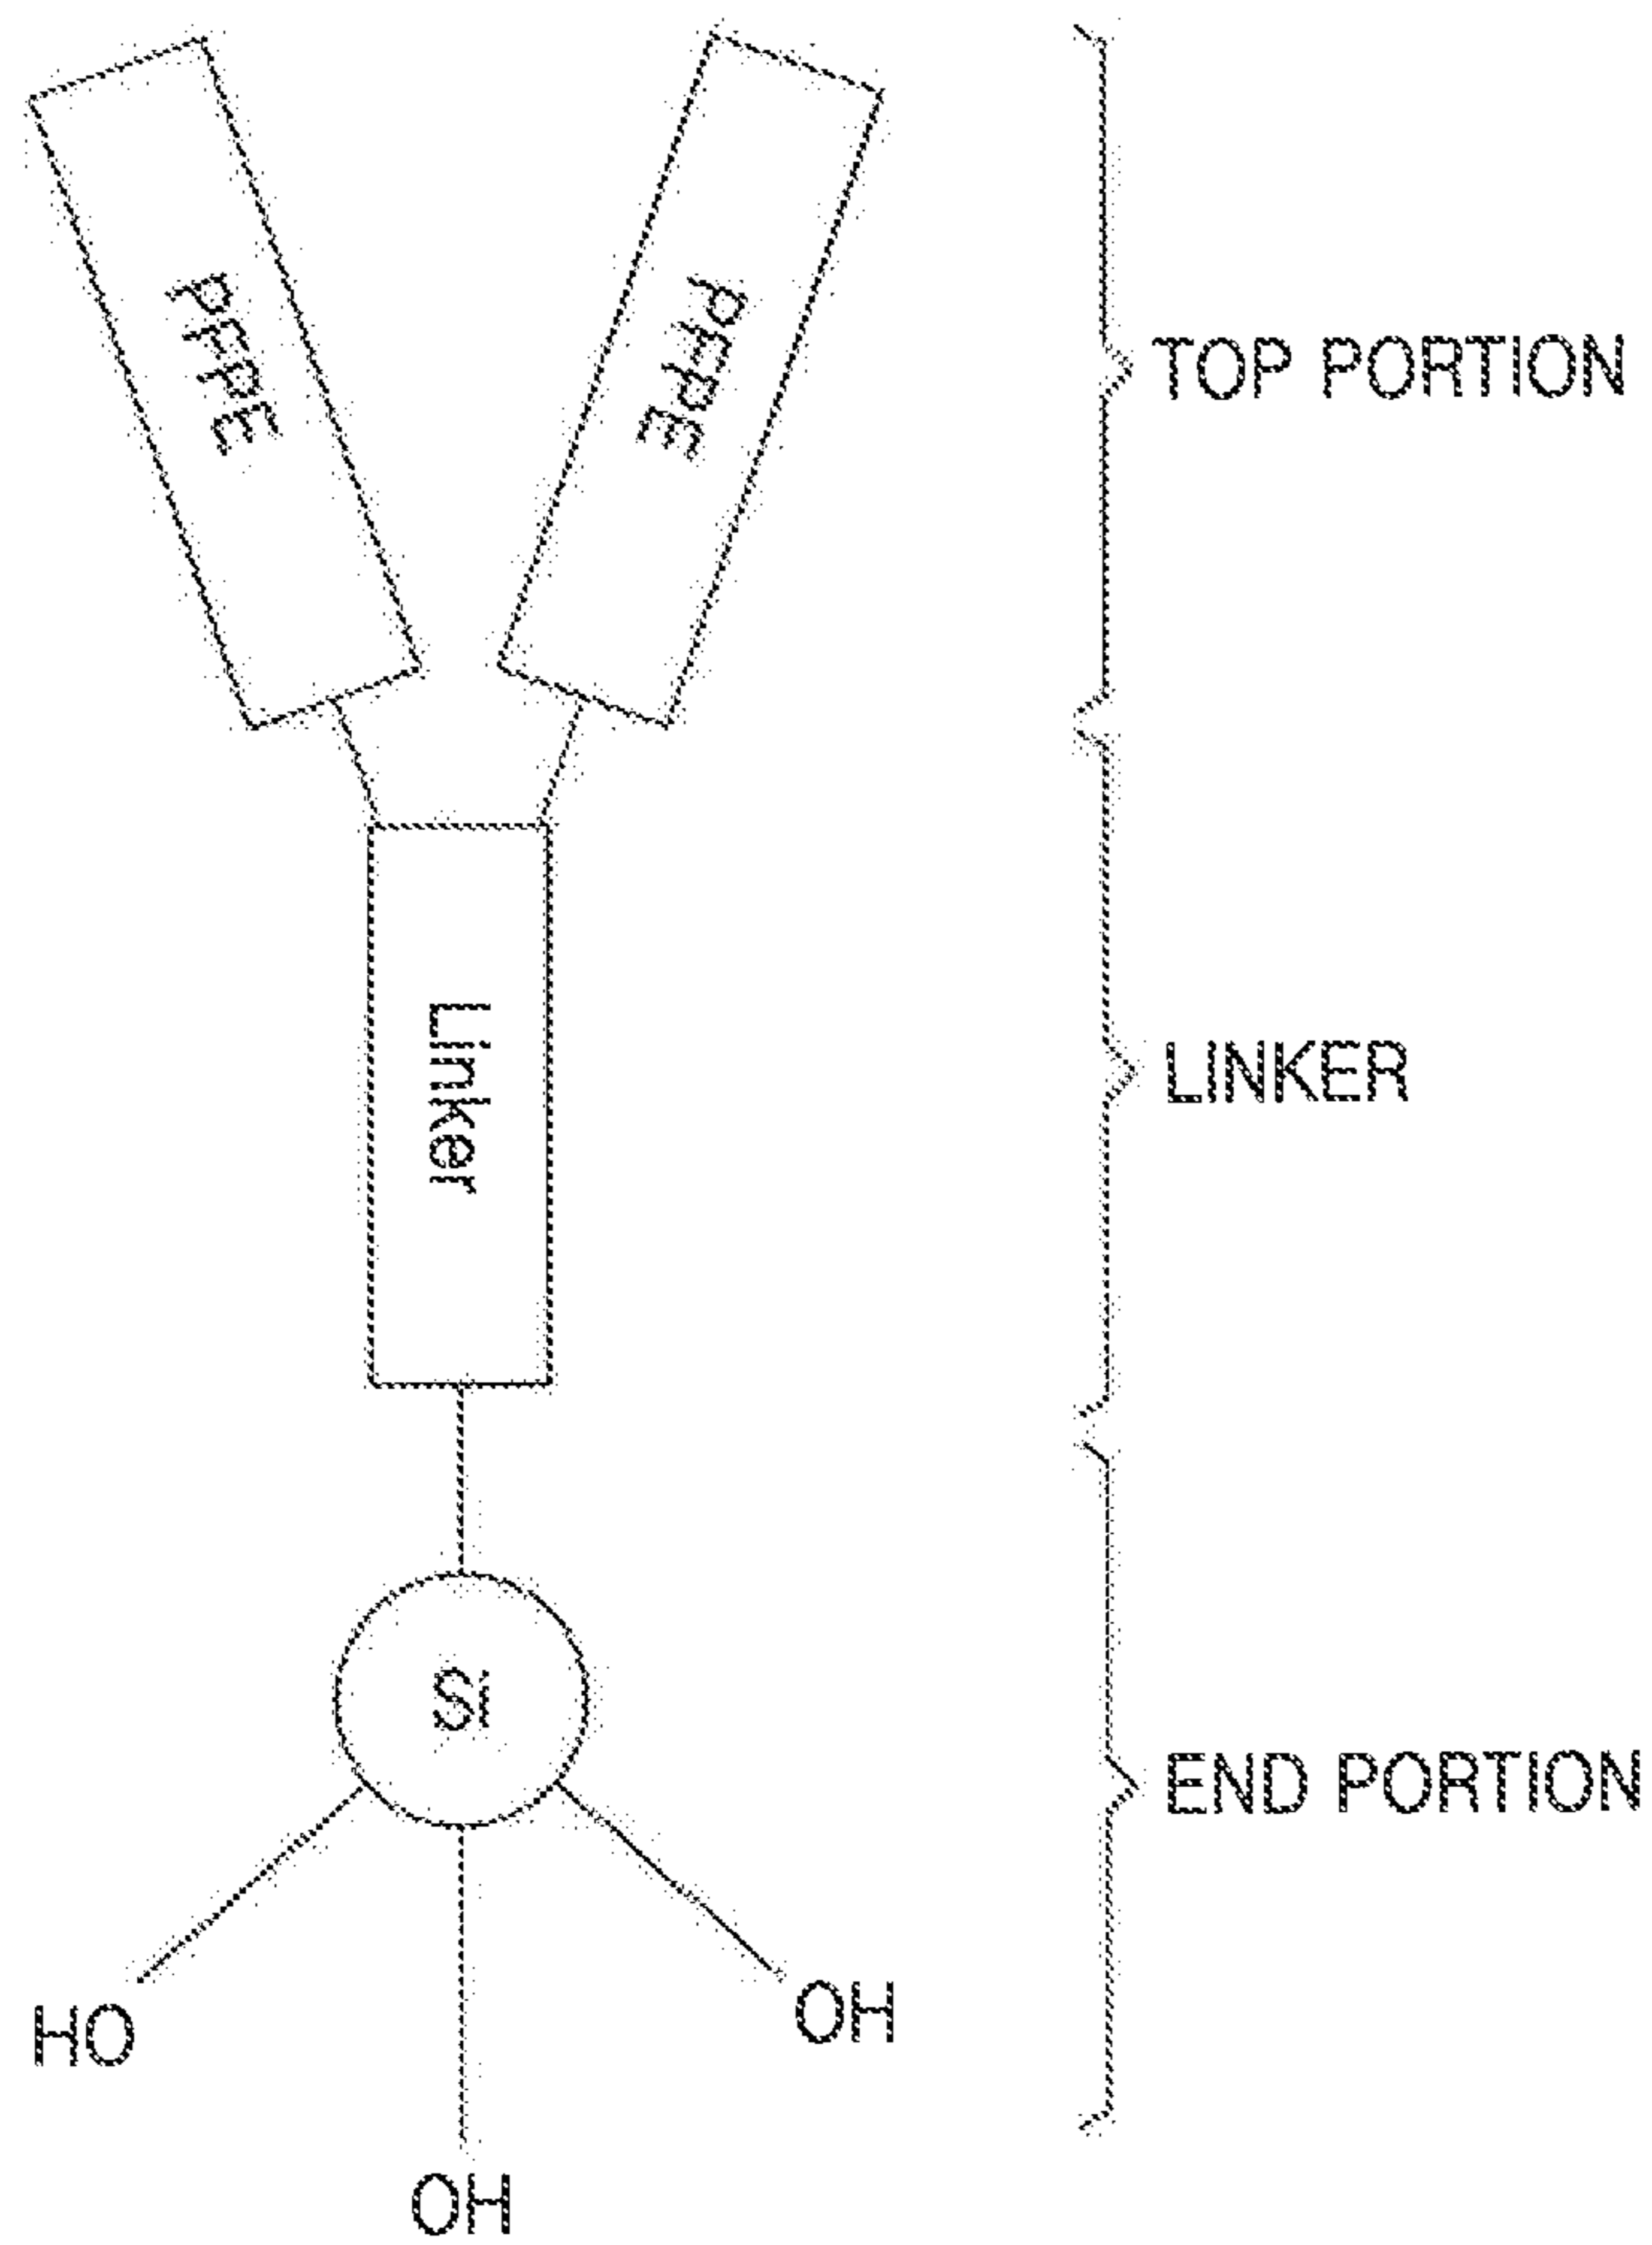 PFPE
PFPE
TOP PORTION
Linker
LINKER
Si
END PORTION
HO
OH
OH